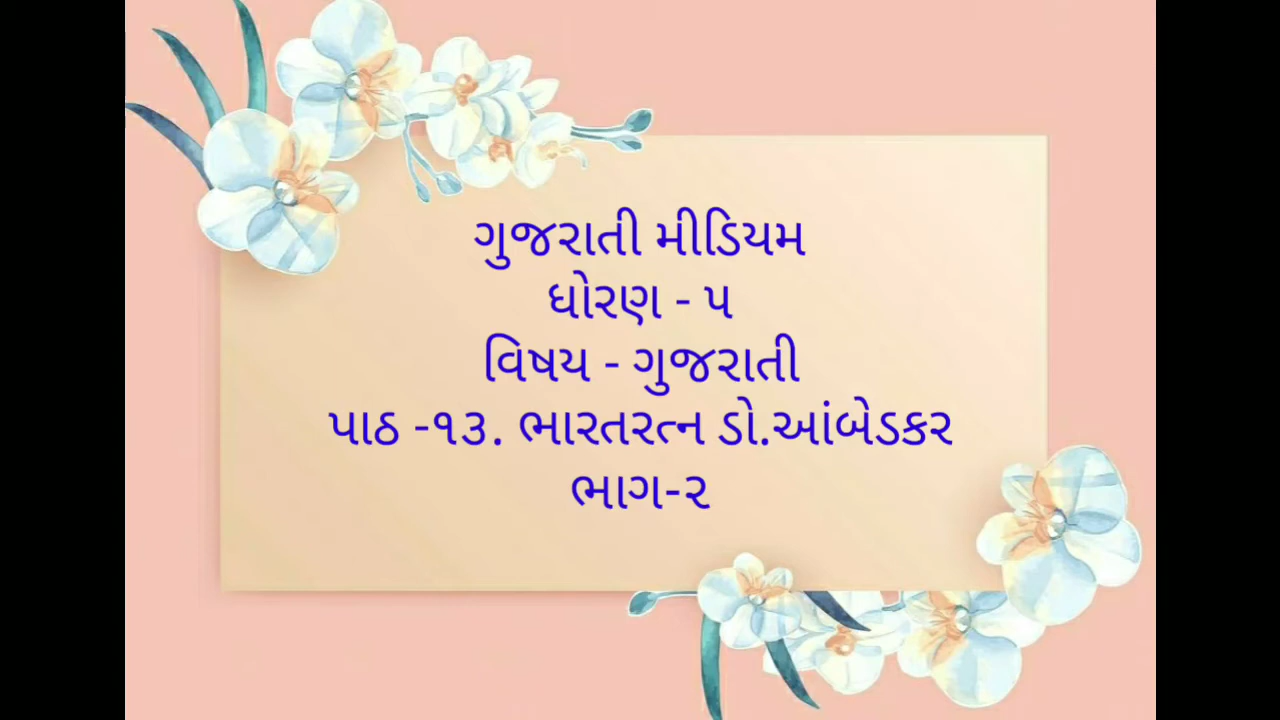 ગુજરાતી મીડિયમ
ધોરણ - ૫
વિષય - ગુજરાતી
પાઠ -૧૩. ભારતરત્ન ડો.આંબેડકર
ભાગ-૨